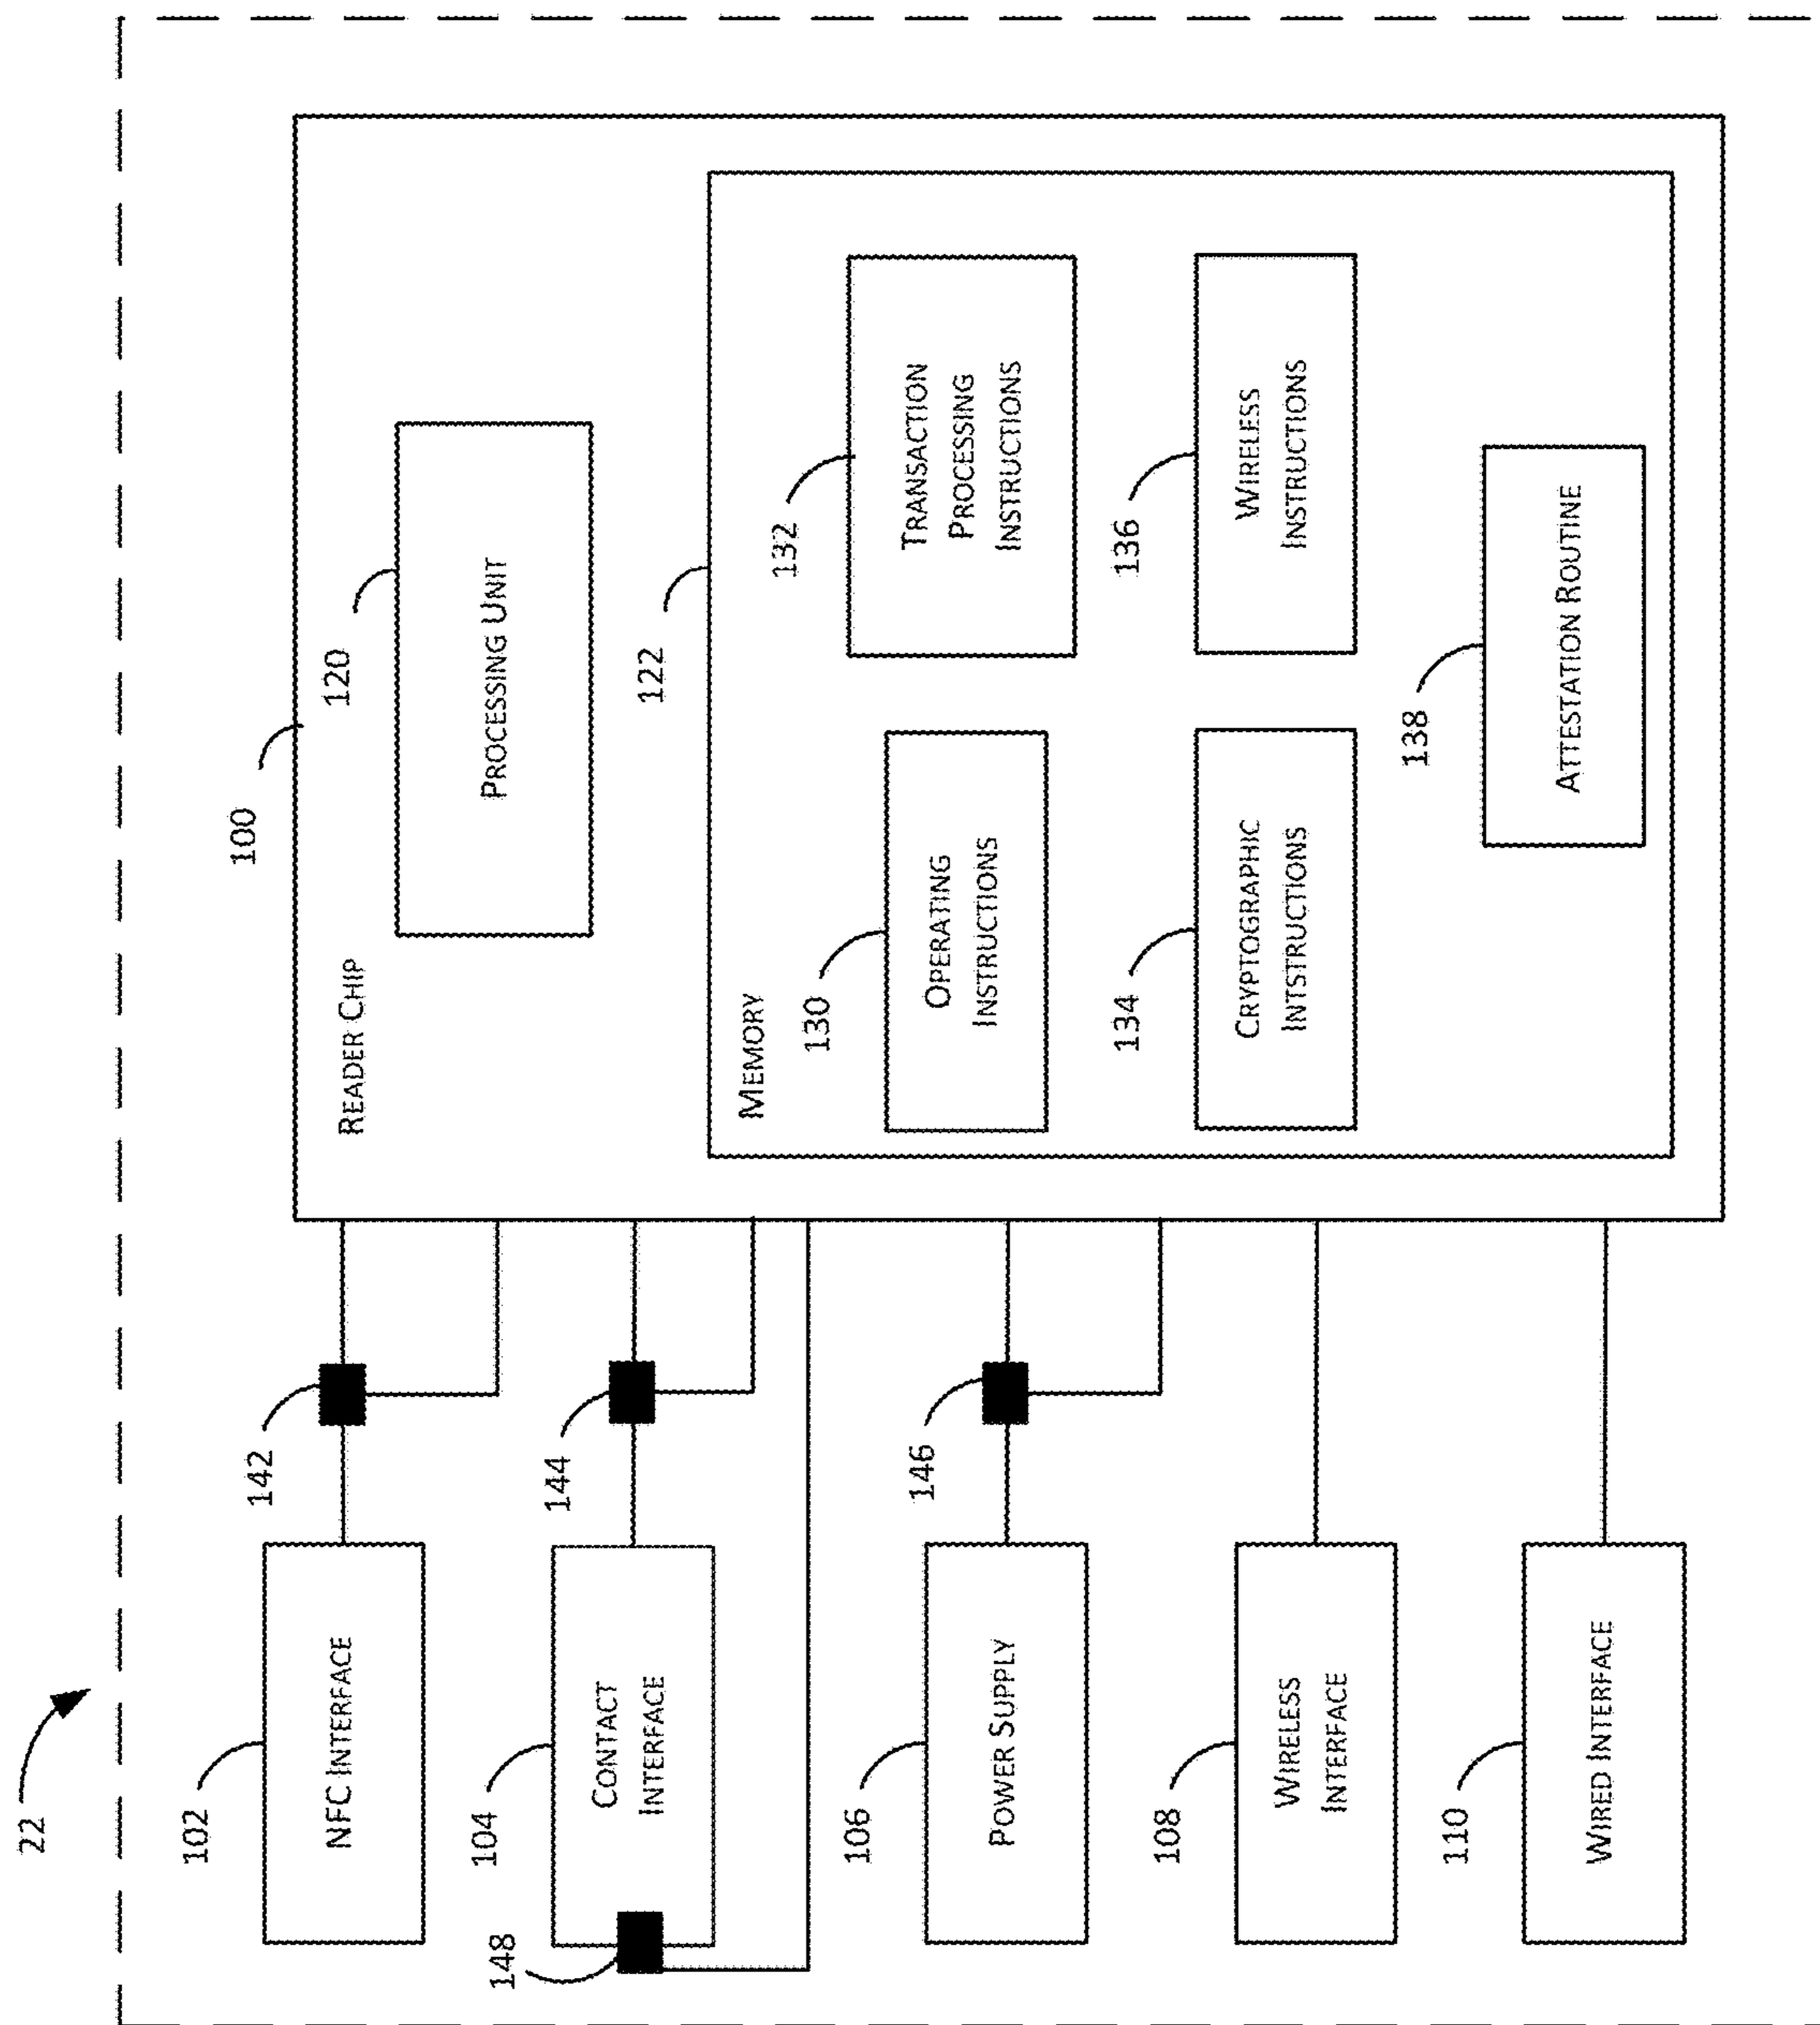 22
102
NFC INTERFACE
142
100
READER CHIP
120
PROCESSING UNIT
148
104
CONTACT
INTERFACE
144
122
MEMORY
130
OPERATING
INSTRUCTIONS
132
TRANSACTION
PROCESSING
INSTRUCTIONS
106
POWER SUPPLY
146
134
CRYPTOGRAPHIC
INTSTRUCTIONS
136
WIRELESS
INSTRUCTIONS
108
WIRELESS
INTERFACE
138
ATTESTATION ROUTINE
110
WIRED INTERFACE